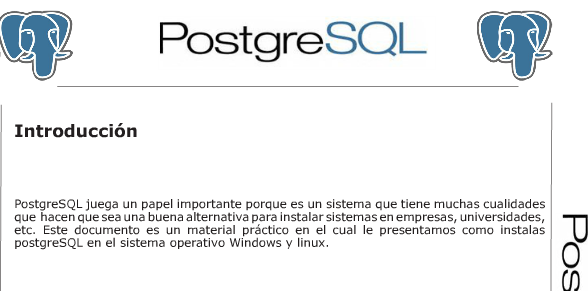 PostgreSQL
Introducción
PostgreSQL juega un papel importante porque es un sistema que tiene muchas cualidades
que hacen que sea una buena alternativa para instalar sistemas en empresas, universidades,
etc. Este documento es un material práctico en el cual le presentamos como instalas
postgreSQL en el sistema operativo Windows y linux.
Pos